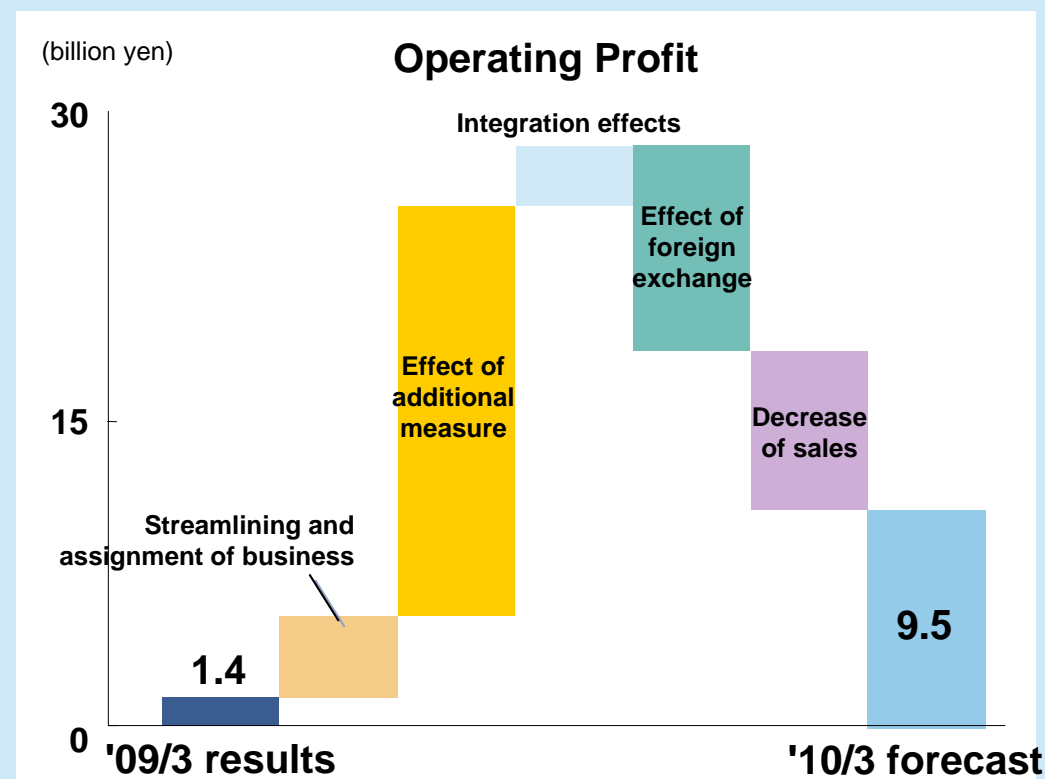 (billion yen)
Operating Profit
30
Integration effects
Effect of
foreign
exchange
Effect of
additional
measure
15
Decrease
of sales
Streamlining and
assignment of business
9.5
1.4
0
'09/3 results
'10/3 forecast